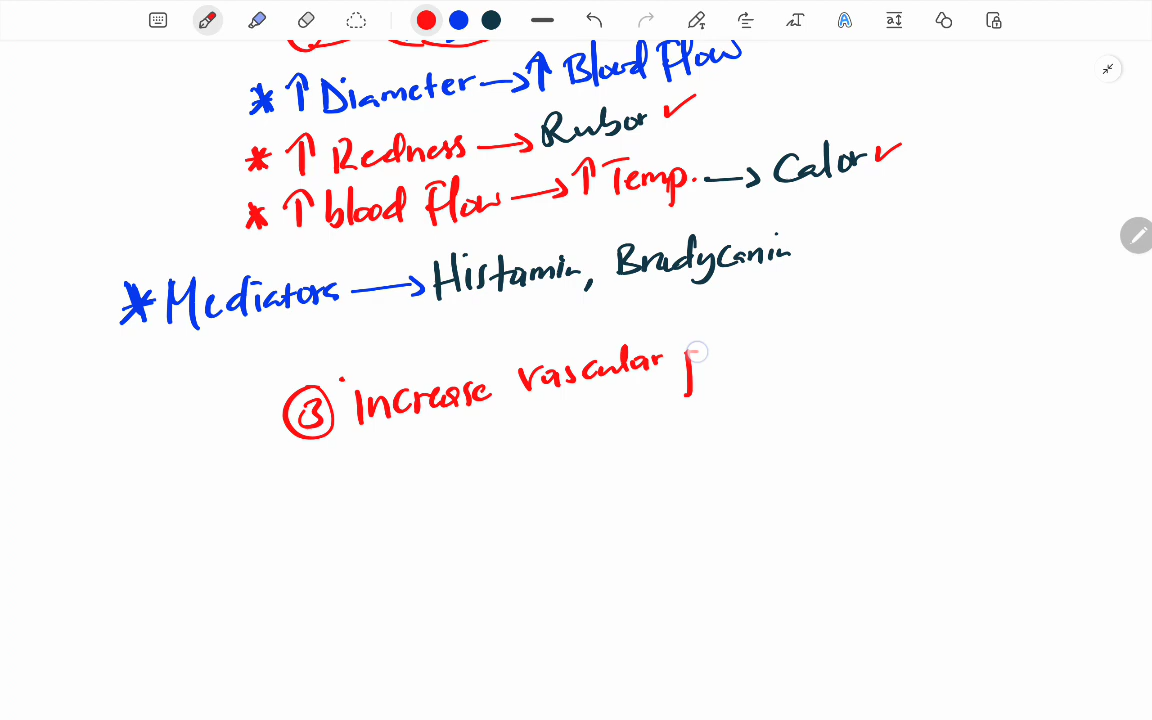 * ↑ Diameter → ↑ Blood Flow
* ↑ Redness → Rubor ✓
* ↑ blood flow → ↑ Temp. → Calor ✓
* Mediators → Histamin, Bradycanin
③ increase vascular p